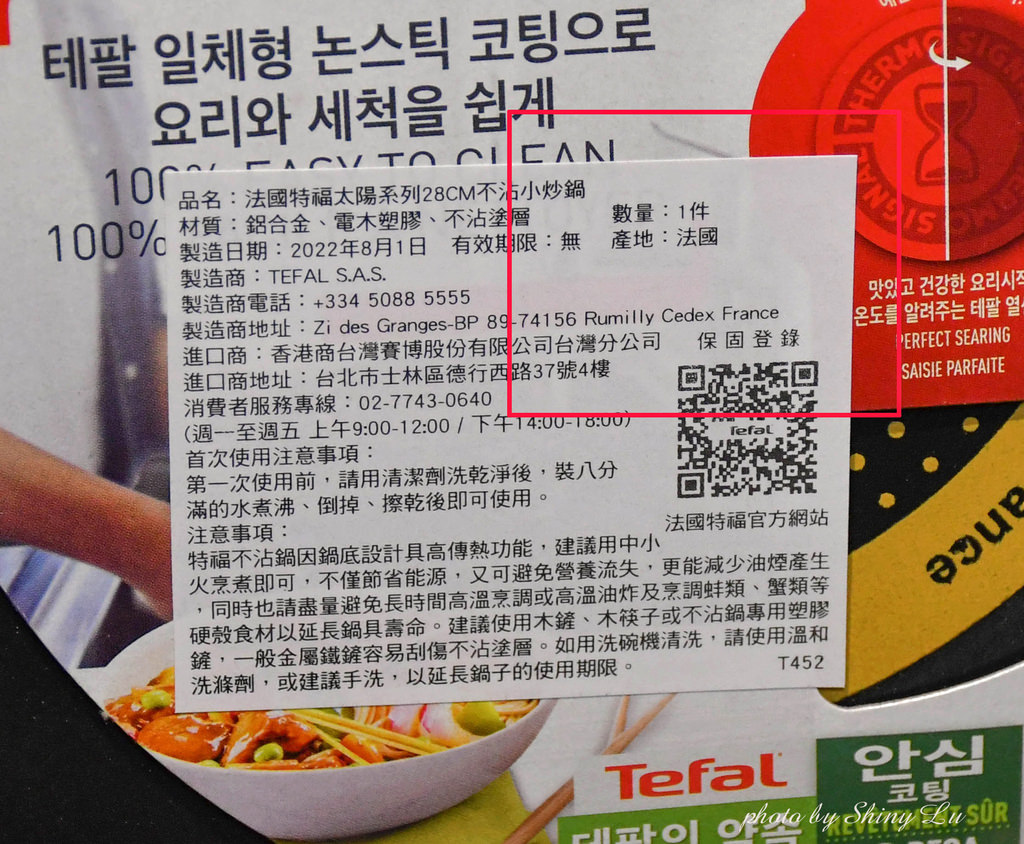 테팔 일체형 논스틱 코팅으로
요리와 세척을 쉽게
100% EASY TO CLEAN
100%
THERMO SIGNAL
맛있고 건강한 요리시작
온도를 알려주는 테팔 열
PERFECT SEARING
SAISIE PARFAITE
品名：法國特福太陽系列28CM不沾小炒鍋
材質：鋁合金、電木塑膠、不沾塗層 數量：1件
製造日期：2022年8月1日 有效期限：無 產地：法國
製造商：TEFAL S.A.S.
製造商電話：+334 5088 5555
製造商地址：Zi des Granges-BP 89-74156 Rumilly Cedex France
進口商：香港商台灣賽博股份有限公司台灣分公司 保固登錄
進口商地址：台北市士林區德行西路37號4樓
消費者服務專線：02-7743-0640
(週一至週五 上午9:00-12:00 / 下午14:00-18:00)
Tefal
首次使用注意事項：
第一次使用前，請用清潔劑洗乾淨後，裝八分
滿的水煮沸、倒掉、擦乾後即可使用。
法國特福官方網站
注意事項：
特福不沾鍋因鍋底設計具高傳熱功能，建議用中小
火烹煮即可，不僅節省能源，又可避免營養流失，更能減少油煙產生
，同時也請盡量避免長時間高溫烹調或高溫油炸及烹調蚌類、蟹類等
硬殼食材以延長鍋具壽命。建議使用木鏟、木筷子或不沾鍋專用塑膠
鏟，一般金屬鐵鏟容易刮傷不沾塗層。如用洗碗機清洗，請使用溫和
洗滌劑，或建議手洗，以延長鍋子的使用期限。 T452
ance
Tefal
안심
코팅
REVETEMENT SÛR
테팔의 약속
photo by Shiny Lu